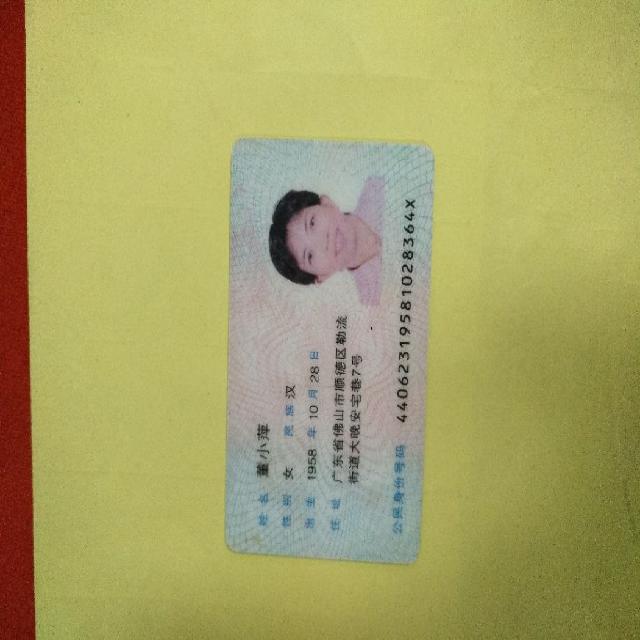 姓名 董小萍
性别 女 民族 汉
出生 1958 年 10 月 28 日
住址 广东省佛山市顺德区勒流
街道大晚安宅巷7号
公民身份号码 44062319581028364X